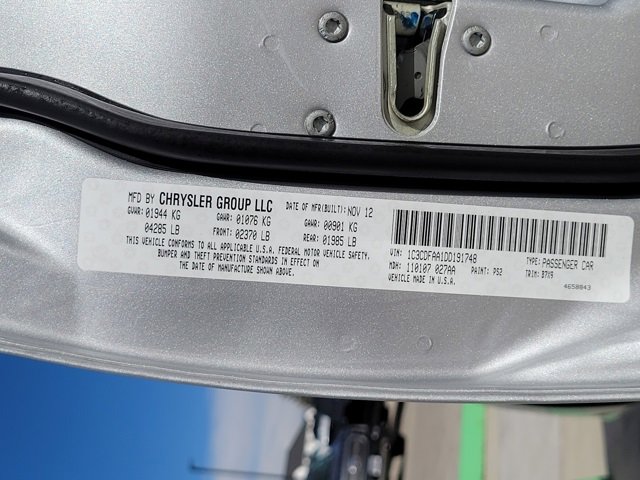 MFD BY CHRYSLER GROUP LLC DATE OF MFR(BUILT): NOV 12
GVWR: 01944 KG GAWR: 01076 KG GAWR: 00901 KG
04285 LB FRONT: 02370 LB REAR: 01985 LB
THIS VEHICLE CONFORMS TO ALL APPLICABLE U.S.A. FEDERAL MOTOR VEHICLE SAFETY,
BUMPER AND THEFT PREVENTION STANDARDS IN EFFECT ON
THE DATE OF MANUFACTURE SHOWN ABOVE.
VIN: 1C3CDFAA1DD191748 TYPE: PASSENGER CAR
MDH: 110107 027AA PAINT: PS2 TRIM: B7X9
VEHICLE MADE IN U.S.A. 4658843